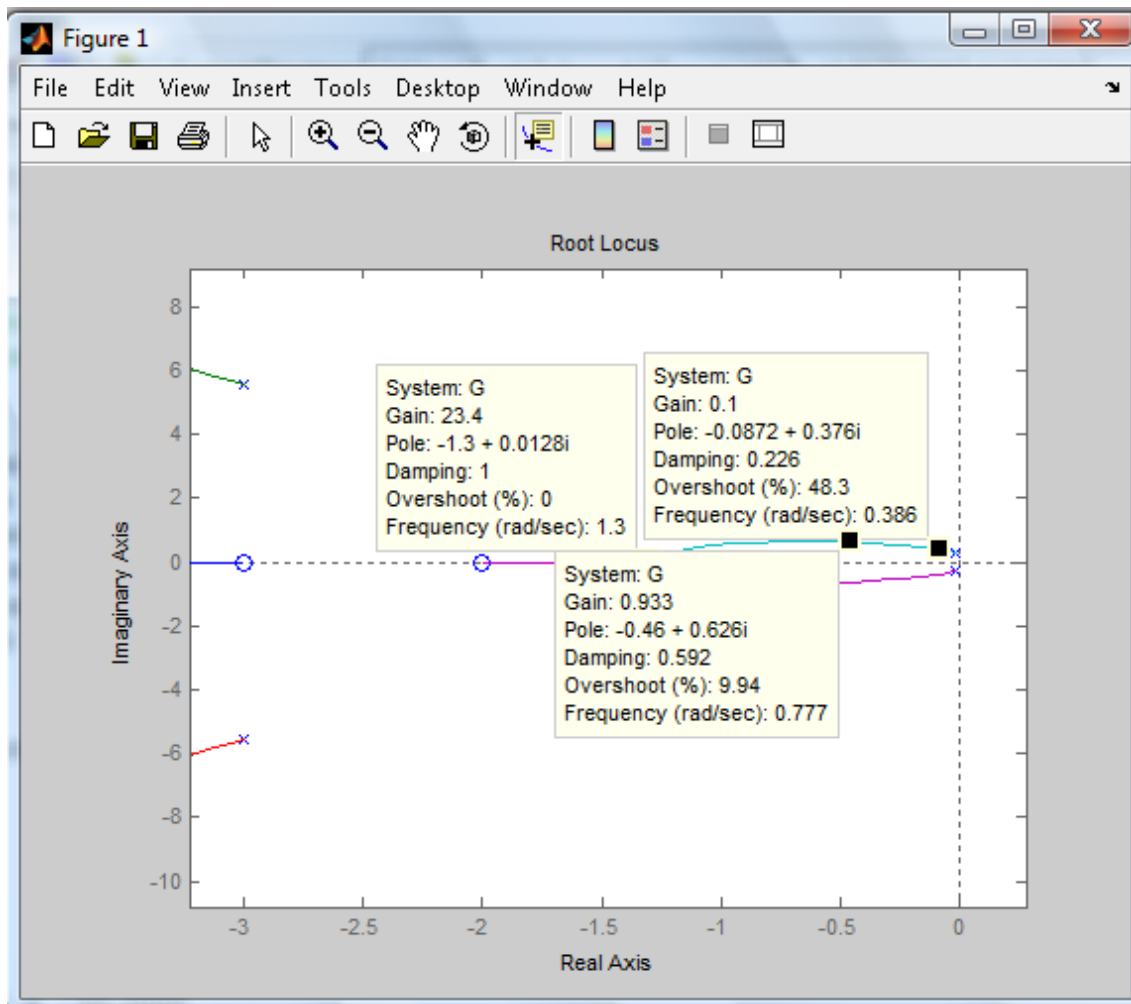 Figure 1
File Edit View Insert Tools Desktop Window Help
Root Locus
System: G
Gain: 23.4
Pole: -1.3 + 0.0128i
Damping: 1
Overshoot (%): 0
Frequency (rad/sec): 1.3
System: G
Gain: 0.1
Pole: -0.0872 + 0.376i
Damping: 0.226
Overshoot (%): 48.3
Frequency (rad/sec): 0.386
System: G
Gain: 0.933
Pole: -0.46 + 0.626i
Damping: 0.592
Overshoot (%): 9.94
Frequency (rad/sec): 0.777
Imaginary Axis
8
6
4
2
0
-2
-4
-6
-8
-10
-3 -2.5 -2 -1.5 -1 -0.5 0
Real Axis